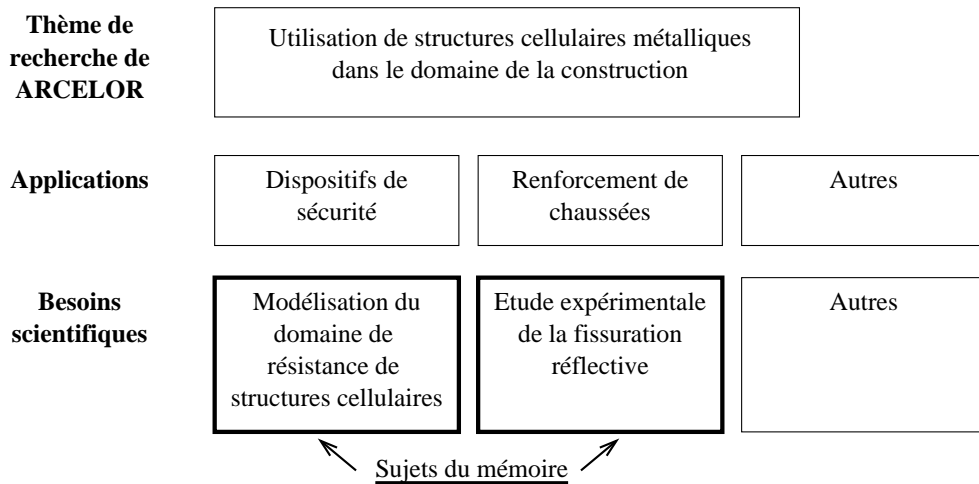 Thème de
recherche de
ARCELOR
Utilisation de structures cellulaires métalliques
dans le domaine de la construction
Applications
Dispositifs de
sécurité
Renforcement de
chaussées
Autres
Besoins
scientifiques
Modélisation du
domaine de
résistance de
structures cellulaires
Etude expérimentale
de la fissuration
réflective
Autres
Sujets du mémoire